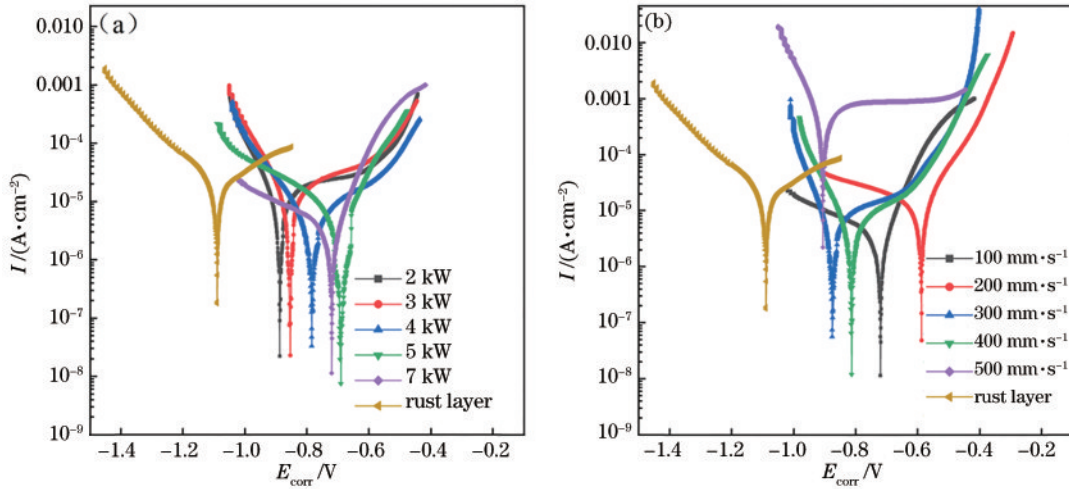 (a)
0.010
0.001
10⁻⁴
10⁻⁵
10⁻⁶
10⁻⁷
10⁻⁸
10⁻⁹
I /(A·cm⁻²)
2 kW
3 kW
4 kW
5 kW
7 kW
rust layer
−1.4 −1.2 −1.0 −0.8 −0.6 −0.4 −0.2
E_corr /V
(b)
0.010
0.001
10⁻⁴
10⁻⁵
10⁻⁶
10⁻⁷
10⁻⁸
10⁻⁹
I /(A·cm⁻²)
100 mm·s⁻¹
200 mm·s⁻¹
300 mm·s⁻¹
400 mm·s⁻¹
500 mm·s⁻¹
rust layer
−1.4 −1.2 −1.0 −0.8 −0.6 −0.4 −0.2
E_corr /V